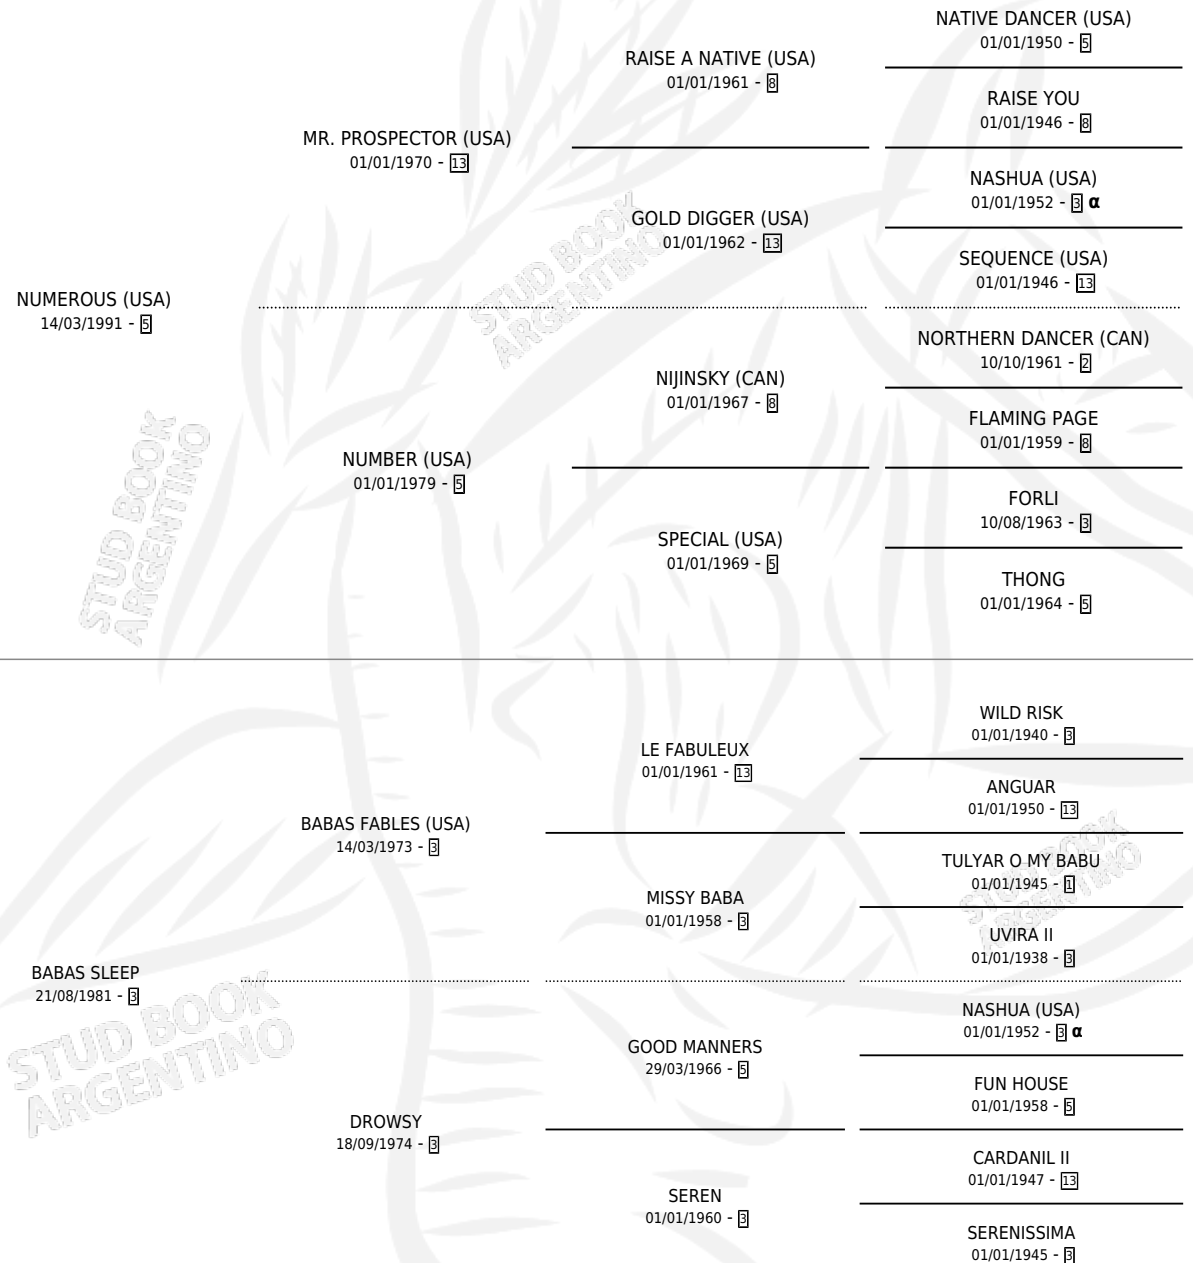 NATIVE DANCER (USA)
01/01/1950 - 5
RAISE A NATIVE (USA)
01/01/1961 - 8
RAISE YOU
01/01/1946 - 8
MR. PROSPECTOR (USA)
01/01/1970 - 13
NASHUA (USA)
01/01/1952 - 3 α
GOLD DIGGER (USA)
01/01/1962 - 13
SEQUENCE (USA)
01/01/1946 - 13
STUD BOOK
ARGENTINO
NUMEROUS (USA)
14/03/1991 - 5
NORTHERN DANCER (CAN)
10/10/1961 - 2
NIJINSKY (CAN)
01/01/1967 - 8
FLAMING PAGE
01/01/1959 - 8
NUMBER (USA)
01/01/1979 - 5
STUD BOOK
ARGENTINO
FORLI
10/08/1963 - 3
SPECIAL (USA)
01/01/1969 - 5
THONG
01/01/1964 - 5
WILD RISK
01/01/1940 - 3
LE FABULEUX
01/01/1961 - 13
ANGUAR
01/01/1950 - 13
BABAS FABLES (USA)
14/03/1973 - 3
TULYAR O MY BABU
01/01/1945 - 1
STUD BOOK
ARGENTINO
MISSY BABA
01/01/1958 - 3
UVIRA II
01/01/1938 - 3
BABAS SLEEP
21/08/1981 - 3
STUD BOOK
ARGENTINO
NASHUA (USA)
01/01/1952 - 3 α
GOOD MANNERS
29/03/1966 - 5
FUN HOUSE
01/01/1958 - 5
DROWSY
18/09/1974 - 3
CARDANIL II
01/01/1947 - 13
SEREN
01/01/1960 - 3
SERENISSIMA
01/01/1945 - 3